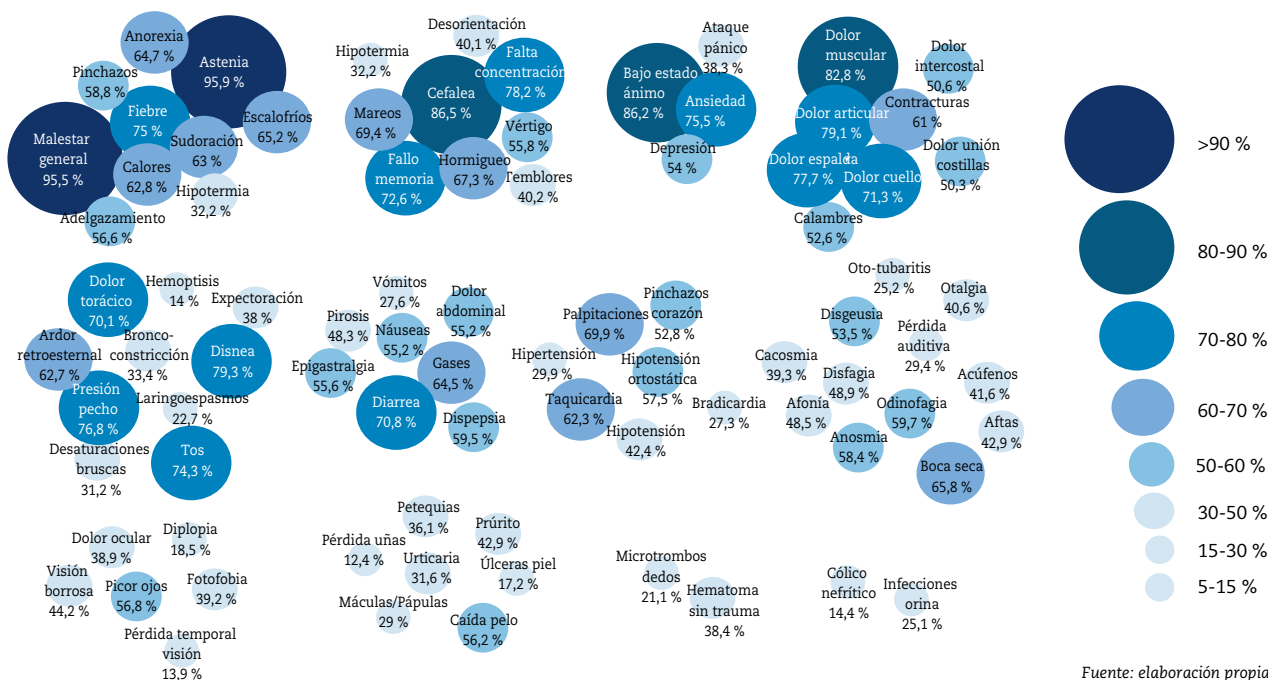 Anorexia
64,7 %
Astenia
95,9 %
Pinchazos
58,8 %
Fiebre
75 %
Escalofríos
65,2 %
Malestar
general
95,5 %
Sudoración
63 %
Calores
62,8 %
Hipotermia
32,2 %
Adelgazamiento
56,6 %
Desorientación
40,1 %
Hipotermia
32,2 %
Falta
concentración
78,2 %
Cefalea
86,5 %
Mareos
69,4 %
Vértigo
55,8 %
Fallo
memoria
72,6 %
Hormigueo
67,3 %
Temblores
40,2 %
Ataque
pánico
38,3 %
Bajo estado
ánimo
86,2 %
Ansiedad
75,5 %
Depresión
54 %
Dolor
muscular
82,8 %
Dolor
intercostal
50,6 %
Contracturas
61 %
Dolor articular
79,1 %
Dolor unión
costillas
50,3 %
Dolor espalda
77,7 %
Dolor cuello
71,3 %
Calambres
52,6 %
Dolor
torácico
70,1 %
Hemoptisis
14 %
Expectoración
38 %
Ardor
retroesternal
62,7 %
Bronco-
constricción
33,4 %
Disnea
79,3 %
Presión
pecho
76,8 %
Laringoespasmos
22,7 %
Tos
74,3 %
Desaturaciones
bruscas
31,2 %
Vómitos
27,6 %
Dolor
abdominal
55,2 %
Pirosis
48,3 %
Náuseas
55,2 %
Epigastralgia
55,6 %
Gases
64,5 %
Diarrea
70,8 %
Dispepsia
59,5 %
Palpitaciones
69,9 %
Pinchazos
corazón
52,8 %
Hipertensión
29,9 %
Hipotensión
ortostática
57,5 %
Taquicardia
62,3 %
Bradicardia
27,3 %
Hipotensión
42,4 %
Oto-tubaritis
25,2 %
Otalgia
40,6 %
Disgeusia
53,5 %
Pérdida
auditiva
29,4 %
Cacosmia
39,3 %
Disfagia
48,9 %
Acúfenos
41,6 %
Afonía
48,5 %
Odinofagia
59,7 %
Aftas
42,9 %
Anosmia
58,4 %
Boca seca
65,8 %
Dolor ocular
38,9 %
Diplopia
18,5 %
Visión
borrosa
44,2 %
Picor ojos
56,8 %
Fotofobia
39,2 %
Pérdida temporal
visión
13,9 %
Petequias
36,1 %
Prúrito
42,9 %
Pérdida uñas
12,4 %
Urticaria
31,6 %
Úlceras piel
17,2 %
Máculas/Pápulas
29 %
Caída pelo
56,2 %
Microtrombos
dedos
21,1 %
Hematoma
sin trauma
38,4 %
Cólico
nefrítico
14,4 %
Infecciones
orina
25,1 %
>90 %
80-90 %
70-80 %
60-70 %
50-60 %
30-50 %
15-30 %
5-15 %
Fuente: elaboración propia